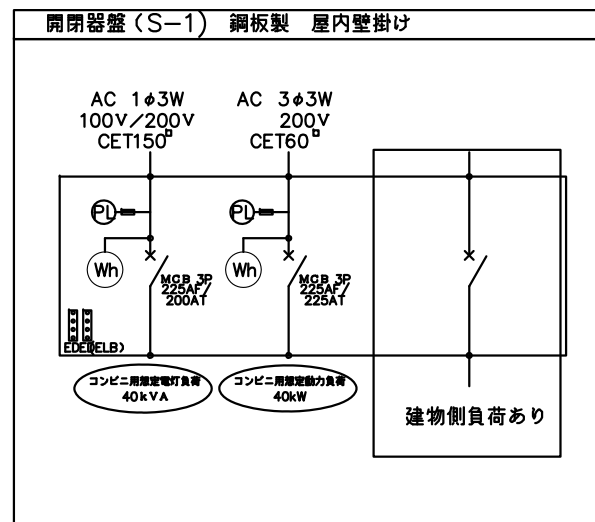 開閉器盤(S-1) 鋼板製 屋内壁掛け
AC 1φ3W
100V/200V
CET150□
AC 3φ3W
200V
CET60□
PL
Wh
MCB 3P
225AF/
200AT
PL
Wh
MCB 3P
225AF/
225AT
ED ED(ELB)
コンビニ用想定電灯負荷
40kVA
コンビニ用想定動力負荷
40kW
建物側負荷あり